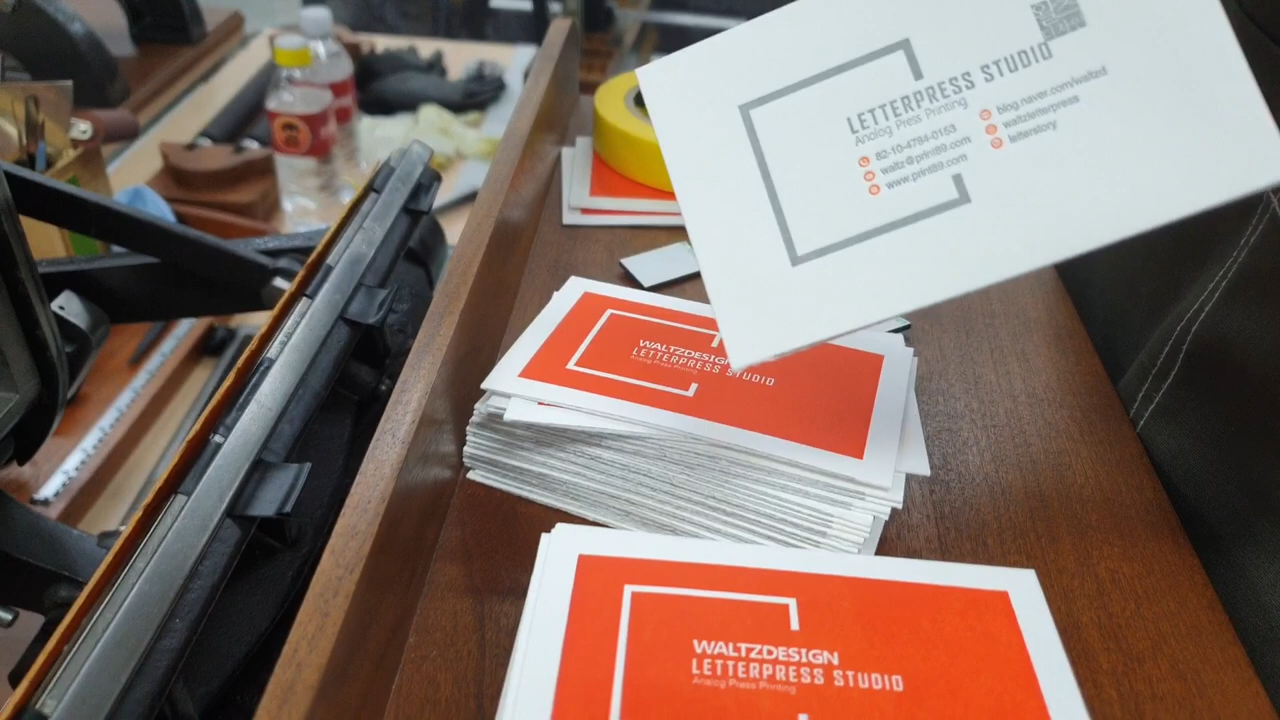 LETTERPRESS STUDIO
Analog Press Printing
82-10-4784-0153
waltz@print89.com
www.print89.com
blog.naver.com/waltzd
waltzletterpress
letterstory
WALTZDESIGN
LETTERPRESS STUDIO
Analog Press Printing
WALTZDESIGN
LETTERPRESS STUDIO
Analog Press Printing